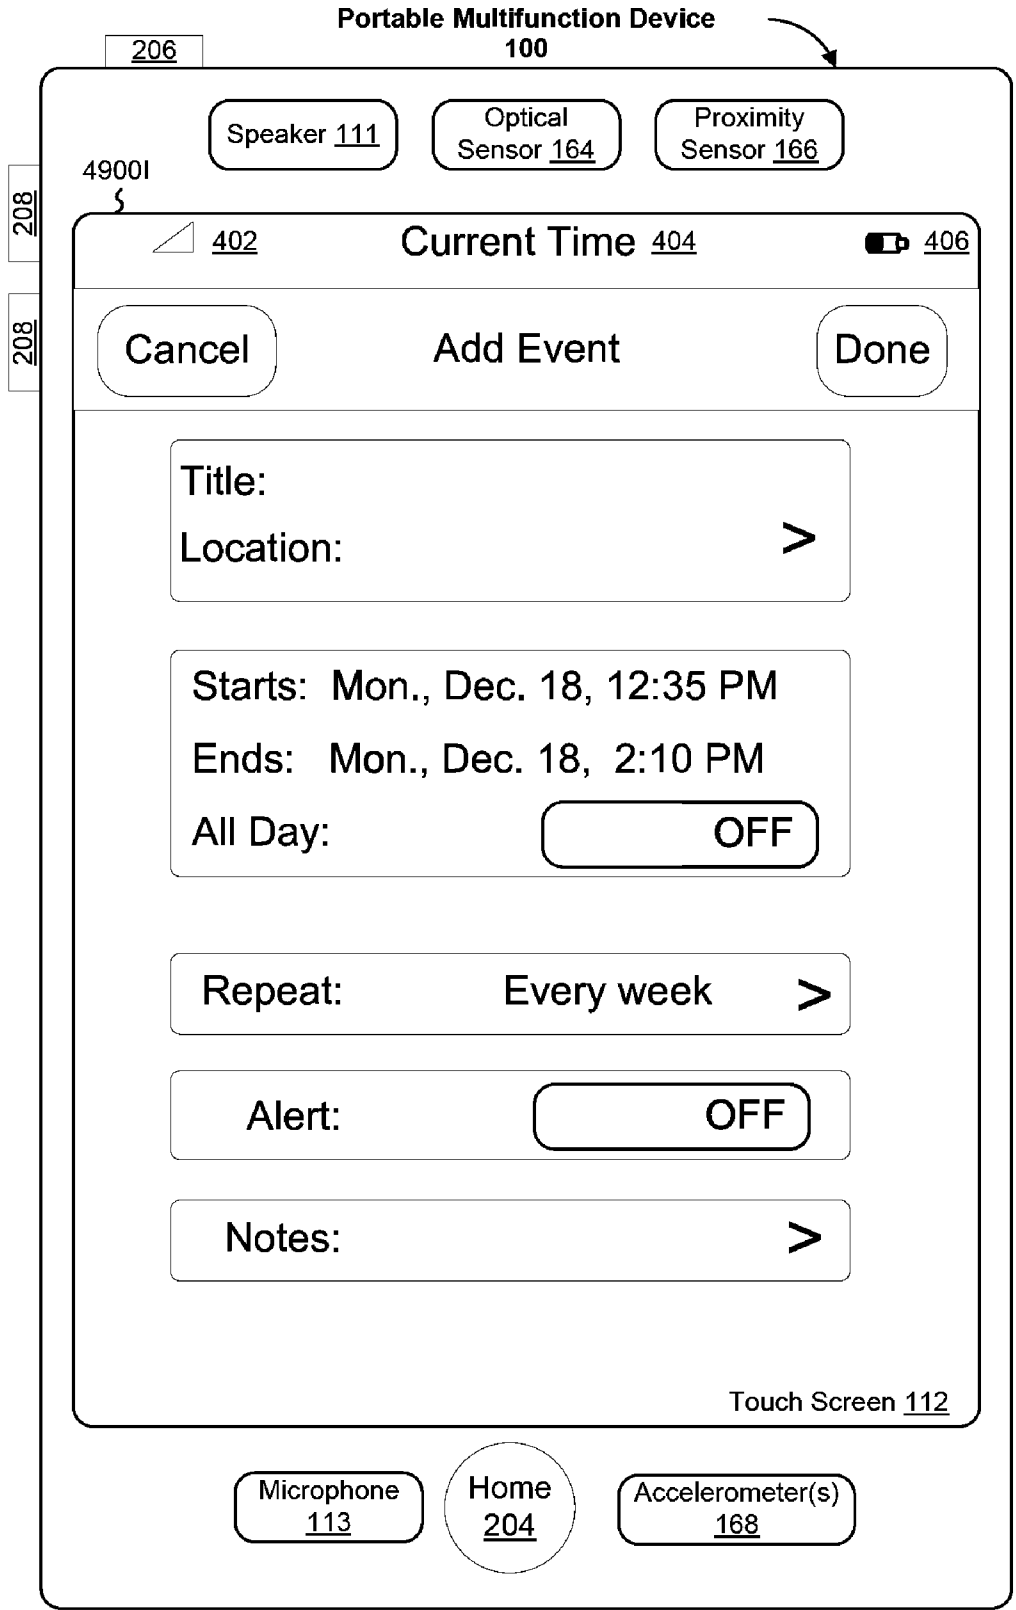 Portable Multifunction Device
100
206
Speaker 111
Optical
Sensor 164
Proximity
Sensor 166
4900I
208
208
402
Current Time 404
406
Cancel
Add Event
Done
Title:
Location:
>
Starts: Mon., Dec. 18, 12:35 PM
Ends: Mon., Dec. 18, 2:10 PM
All Day: OFF
Repeat: Every week >
Alert: OFF
Notes: >
Touch Screen 112
Microphone
113
Home
204
Accelerometer(s)
168